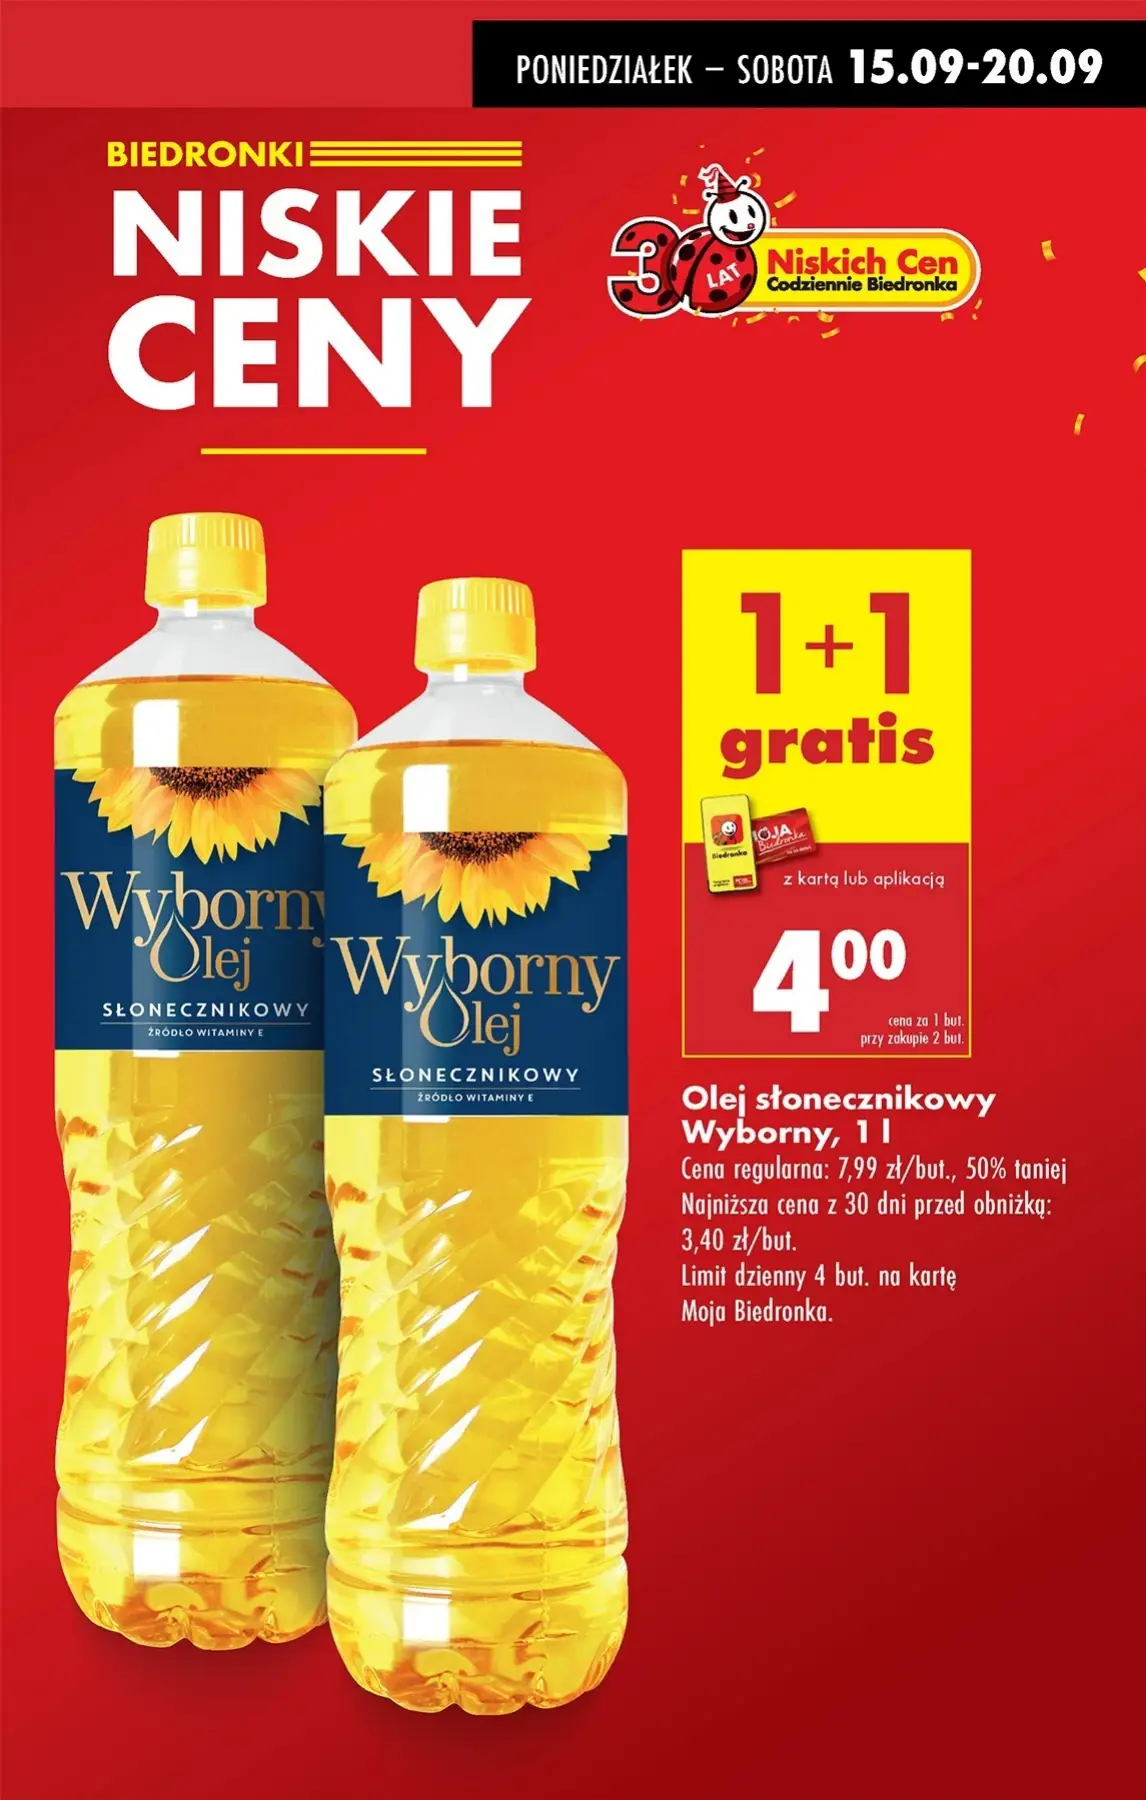 PONIEDZIAŁEK – SOBOTA 15.09-20.09
BIEDRONKI
NISKIE
CENY
30 LAT
Niskich Cen
Codziennie Biedronka
1+1
gratis
Biedronka
MOJA
Biedronka
z kartą lub aplikacją
400
cena za 1 but.
przy zakupie 2 but.
Wyborny
Olej
SŁONECZNIKOWY
ŹRÓDŁO WITAMINY E
Wyborny
Olej
SŁONECZNIKOWY
ŹRÓDŁO WITAMINY E
Olej słonecznikowy
Wyborny, 1 l
Cena regularna: 7,99 zł/but., 50% taniej
Najniższa cena z 30 dni przed obniżką:
3,40 zł/but.
Limit dzienny 4 but. na kartę
Moja Biedronka.